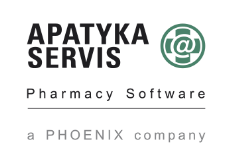 APATYKA
SERVIS
@
Pharmacy Software
a PHOENIX company